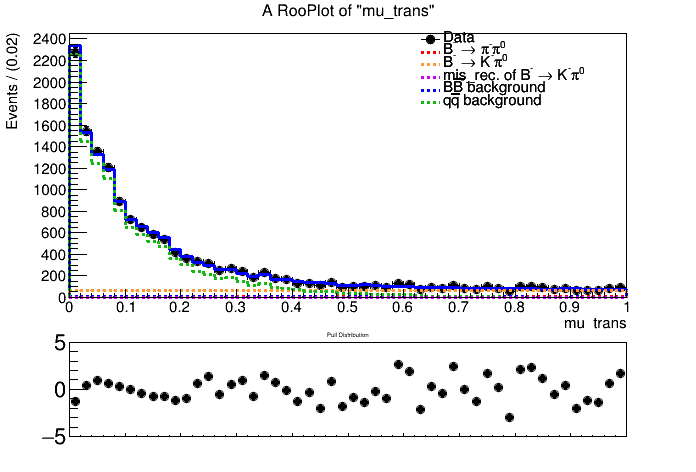 A RooPlot of "mu_trans"
Events / (0.02)
2400
2200
2000
1800
1600
1400
1200
1000
800
600
400
200
0
Data
B⁻ → π⁻π⁰
B⁻ → K⁻π⁰
mis_rec. of B⁻ → K⁻π⁰
BB̅ background
qq̅ background
0 0.1 0.2 0.3 0.4 0.5 0.6 0.7 0.8 0.9 1
mu_trans
Pull Distribution
5
0
−5